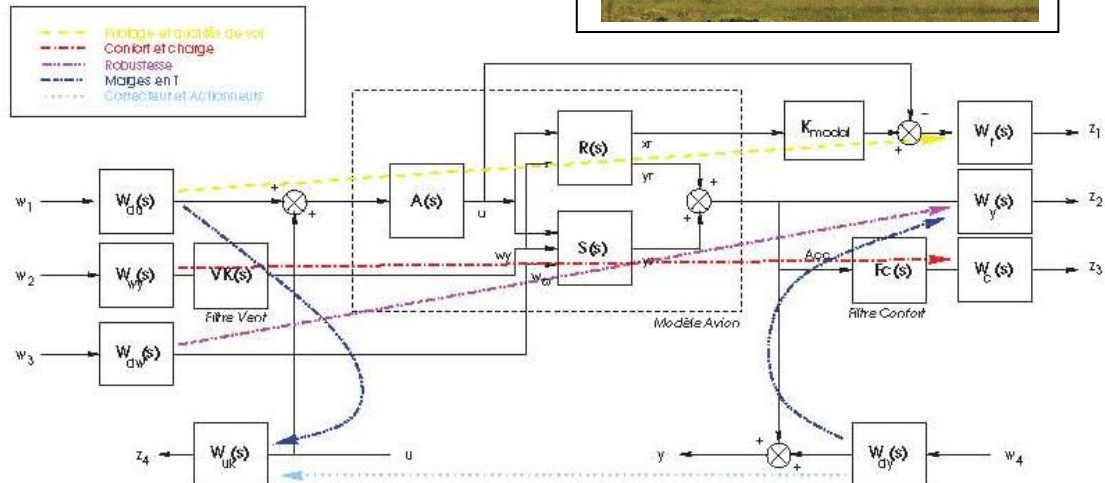 Pilotage et qualités de vol
Confort et charge
Robustesse
Marges en T
Correcteur et Actionneurs
w1
Wdu(s)
w2
Wwy(s)
VK(s)
Filtre Vent
w3
Wdw(s)
z4
Wuk(s)
u
A(s)
u
R(s)
xr
yr
wy
S(s)
Modèle Avion
Kmodal
Wr(s)
z1
Wy(s)
z2
Acc
Fc(s)
Filtre Confort
Wc(s)
z3
y
Wdy(s)
w4